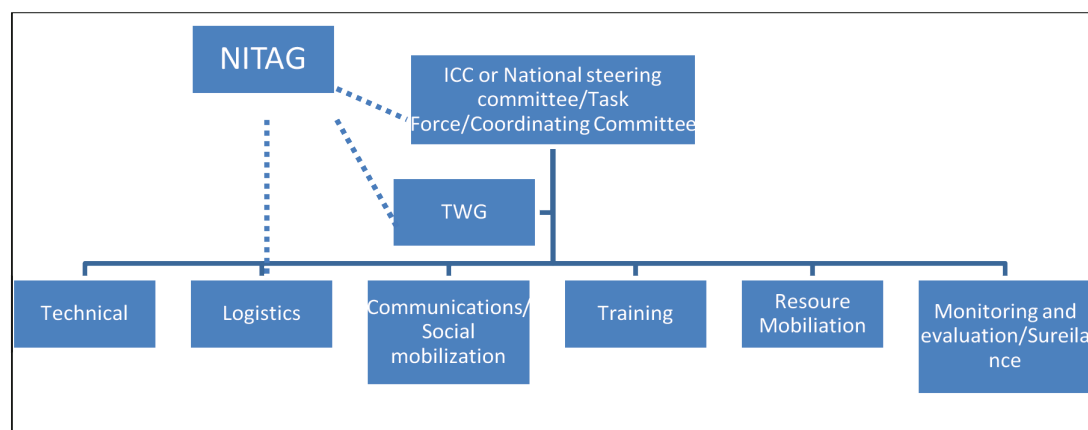 NITAG
ICC or National steering
committee/Task
Force/Coordinating Committee
TWG
Technical
Logistics
Communications/
Social
mobilization
Training
Resoure
Mobiliation
Monitoring and
evaluation/Sureila
nce